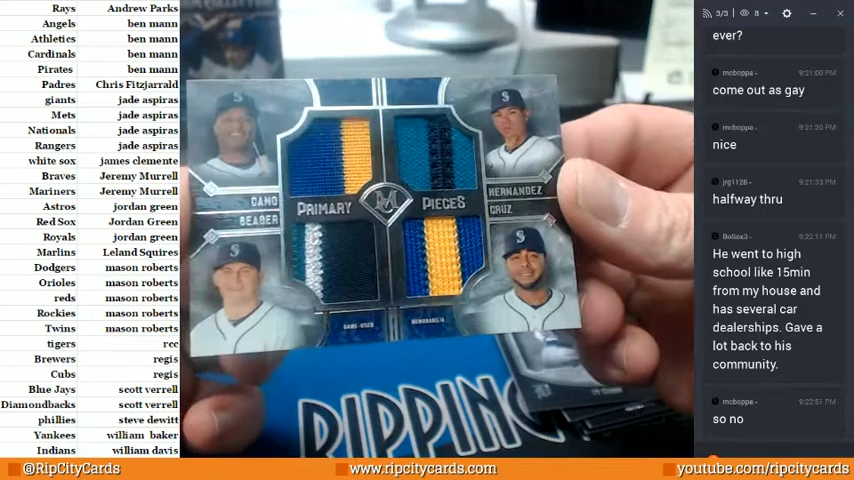 Rays Andrew Parks
Angels ben mann
Athletics ben mann
Cardinals ben mann
Pirates ben mann
Padres Chris Fitzjarrald
giants jade aspiras
Mets jade aspiras
Nationals jade aspiras
Rangers jade aspiras
white sox james clemente
Braves Jeremy Murrell
Mariners Jeremy Murrell
Astros jordan green
Red Sox Jordan Green
Royals jordan green
Marlins Leland Squires
Dodgers mason roberts
Orioles mason roberts
reds mason roberts
Rockies mason roberts
Twins mason roberts
tigers rcc
Brewers regis
Cubs regis
Blue Jays scott verrell
Diamondbacks scott verrell
phillies steve dewitt
Yankees william baker
Indians william davis
CANO
SEAGER
PRIMARY
M
PIECES
HERNANDEZ
CRUZ
GAME-USED
MEMORABILIA
RIPPING
3/3
8
ever?
mcboppa - 9:21:00 PM
come out as gay
mcboppa - 9:21:20 PM
nice
jrg1128 - 9:21:33 PM
halfway thru
BoSox3 - 9:22:11 PM
He went to high
school like 15min
from my house and
has several car
dealerships. Gave a
lot back to his
community.
mcboppa - 9:22:51 PM
so no
@RipCityCards
www.ripcitycards.com
youtube.com/ripcitycards